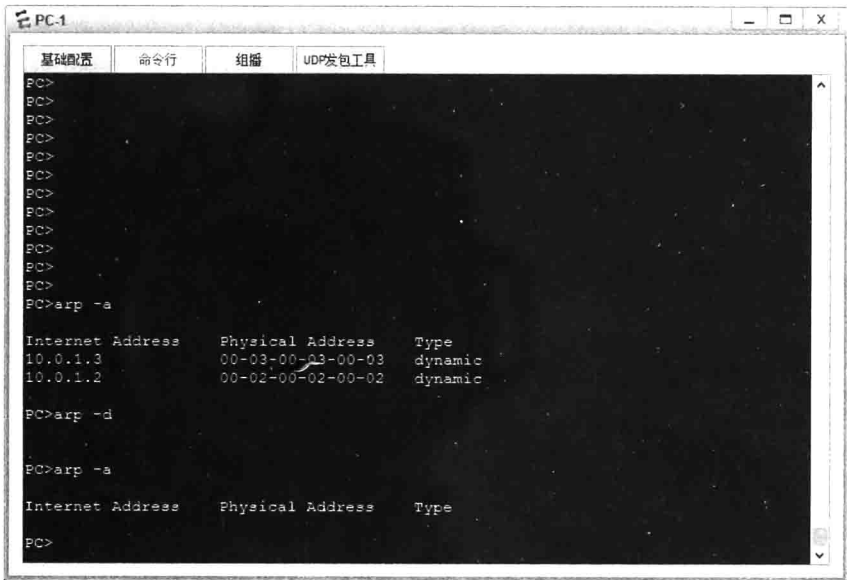 PC-1
基础配置 命令行 组播 UDP发包工具
PC>
PC>
PC>
PC>
PC>
PC>
PC>
PC>
PC>
PC>
PC>
PC>
PC>arp -a
Internet Address Physical Address Type
10.0.1.3 00-03-00-03-00-03 dynamic
10.0.1.2 00-02-00-02-00-02 dynamic
PC>arp -d
PC>arp -a
Internet Address Physical Address Type
PC>